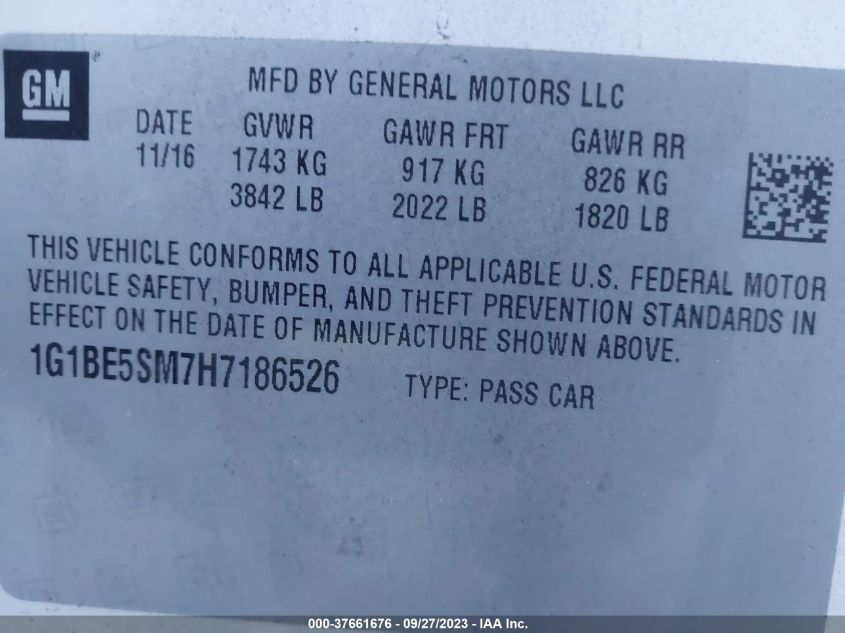 GM
MFD BY GENERAL MOTORS LLC
DATE GVWR GAWR FRT GAWR RR
11/16 1743 KG 917 KG 826 KG
3842 LB 2022 LB 1820 LB
THIS VEHICLE CONFORMS TO ALL APPLICABLE U.S. FEDERAL MOTOR
VEHICLE SAFETY, BUMPER, AND THEFT PREVENTION STANDARDS IN
EFFECT ON THE DATE OF MANUFACTURE SHOWN ABOVE.
1G1BE5SM7H7186526 TYPE: PASS CAR
000-37661676 - 09/27/2023 - IAA Inc.